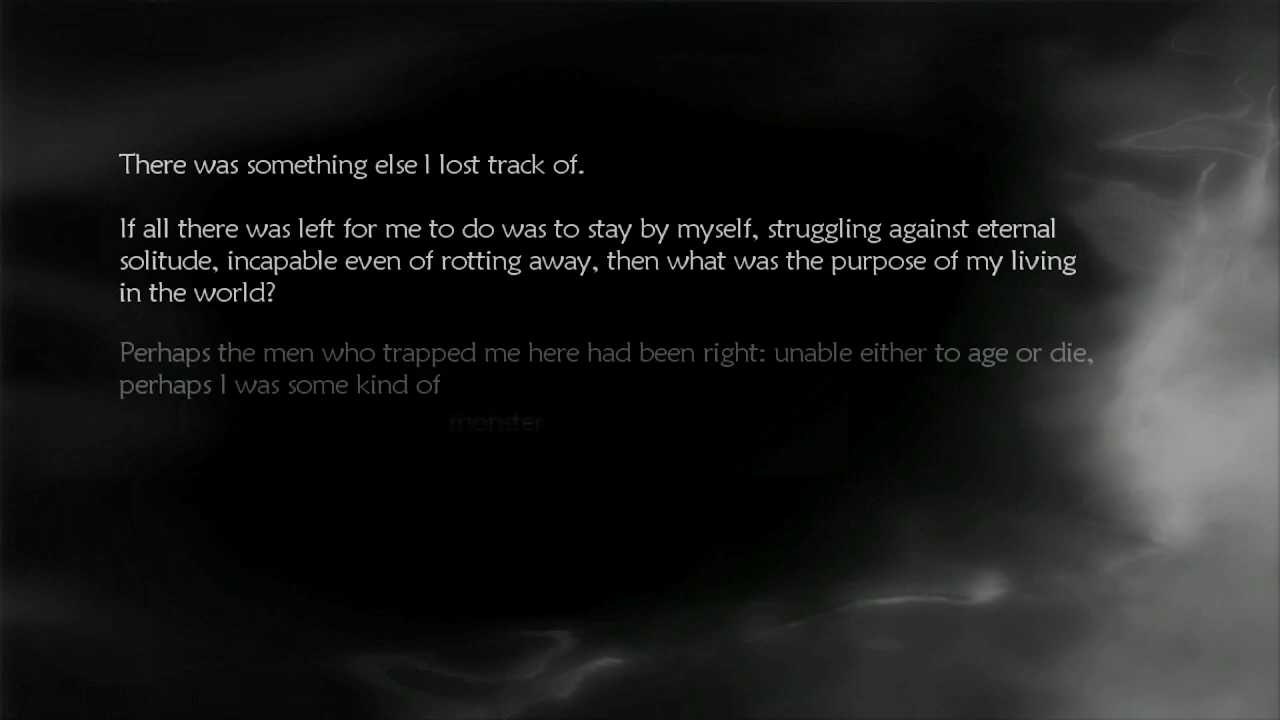 There was something else I lost track of.
If all there was left for me to do was to stay by myself, struggling against eternal
solitude, incapable even of rotting away, then what was the purpose of my living
in the world?
Perhaps the men who trapped me here had been right: unable either to age or die,
perhaps I was some kind of
monster